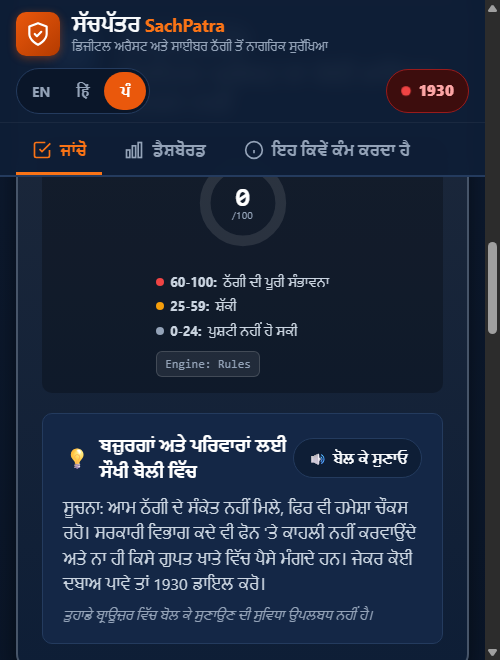 ਸੱਚਪੱਤਰ SachPatra
ਡਿਜੀਟਲ ਅਰੈਸਟ ਅਤੇ ਸਾਈਬਰ ਠੱਗੀ ਤੋਂ ਨਾਗਰਿਕ ਸੁਰੱਖਿਆ
EN हिं ਪੰ 1930
ਜਾਂਚੋ ਡੈਸ਼ਬੋਰਡ ਇਹ ਕਿਵੇਂ ਕੰਮ ਕਰਦਾ ਹੈ
0
/100
60-100: ਠੱਗੀ ਦੀ ਪੂਰੀ ਸੰਭਾਵਨਾ
25-59: ਸ਼ੱਕੀ
0-24: ਪੁਸ਼ਟੀ ਨਹੀਂ ਹੋ ਸਕੀ
Engine: Rules
ਬਜ਼ੁਰਗਾਂ ਅਤੇ ਪਰਿਵਾਰਾਂ ਲਈ
ਸੌਖੀ ਬੋਲੀ ਵਿੱਚ
ਬੋਲ ਕੇ ਸੁਣਾਓ
ਸੂਚਨਾ: ਆਮ ਠੱਗੀ ਦੇ ਸੰਕੇਤ ਨਹੀਂ ਮਿਲੇ, ਫਿਰ ਵੀ ਹਮੇਸ਼ਾ ਚੌਕਸ
ਰਹੋ। ਸਰਕਾਰੀ ਵਿਭਾਗ ਕਦੇ ਵੀ ਫੋਨ 'ਤੇ ਕਾਹਲੀ ਨਹੀਂ ਕਰਵਾਉਂਦੇ
ਅਤੇ ਨਾ ਹੀ ਕਿਸੇ ਗੁਪਤ ਖਾਤੇ ਵਿੱਚ ਪੈਸੇ ਮੰਗਦੇ ਹਨ। ਜੇਕਰ ਕੋਈ
ਦਬਾਅ ਪਾਵੇ ਤਾਂ 1930 ਡਾਇਲ ਕਰੋ।
ਤੁਹਾਡੇ ਬ੍ਰਾਊਜ਼ਰ ਵਿੱਚ ਬੋਲ ਕੇ ਸੁਣਾਉਣ ਦੀ ਸੁਵਿਧਾ ਉਪਲਬਧ ਨਹੀਂ ਹੈ।